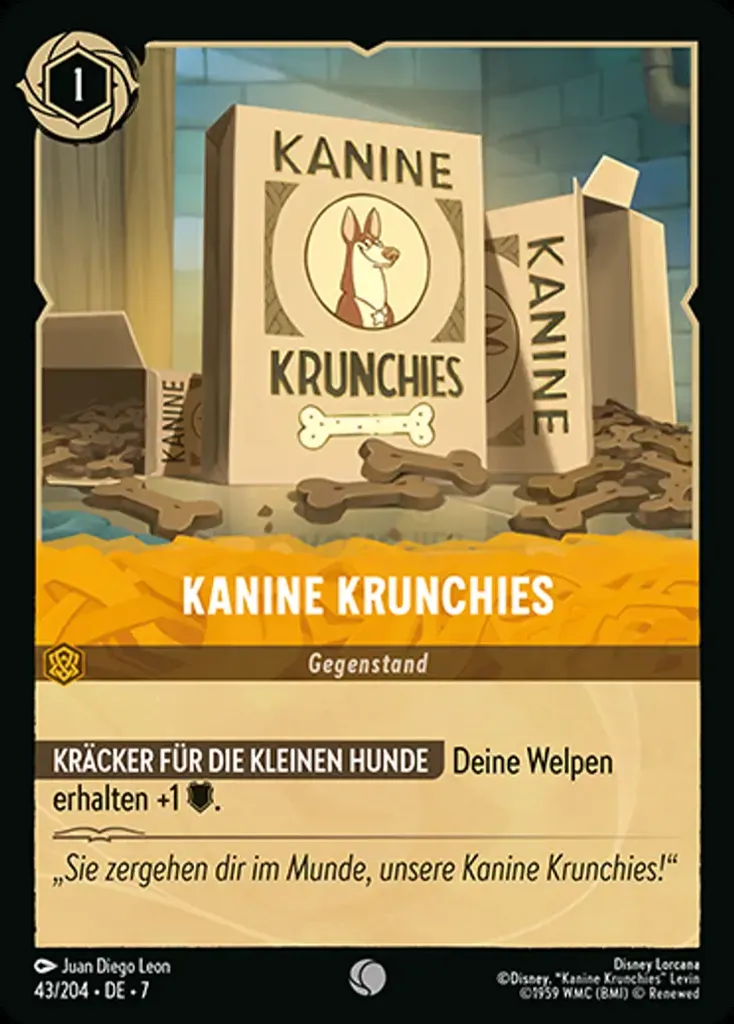 1
KANINE
KRUNCHIES
KANINE
KANINE
KANINE KRUNCHIES
Gegenstand
KRÄCKER FÜR DIE KLEINEN HUNDE Deine Welpen
erhalten +1 .
„Sie zergehen dir im Munde, unsere Kanine Krunchies!“
Juan Diego Leon
43/204 • DE • 7
Disney Lorcana
©Disney. "Kanine Krunchies" Levin
©1959 WMC (BMI) © Renewed